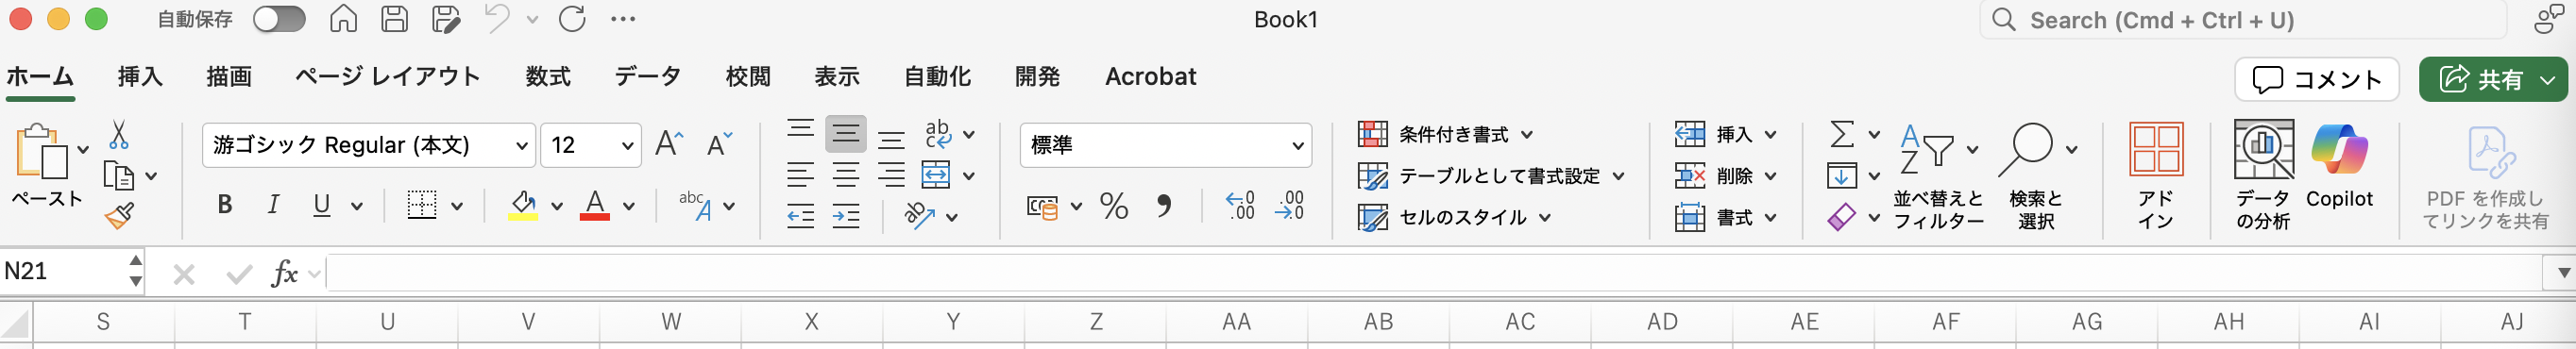 自動保存
Book1
Search (Cmd + Ctrl + U)
ホーム 挿入 描画 ページ レイアウト 数式 データ 校閲 表示 自動化 開発 Acrobat
コメント
共有
ペースト
游ゴシック Regular (本文)
12
B I U
A
abc A
ab
c
ab
標準
% ,
.00
.00
.0
条件付き書式
テーブルとして書式設定
セルのスタイル
挿入
削除
書式
Σ
A
Z
並べ替えと
フィルター
検索と
選択
アド
イン
データ
の分析
Copilot
PDF を作成し
てリンクを共有
N21
fx
S T U V W X Y Z AA AB AC AD AE AF AG AH AI AJ